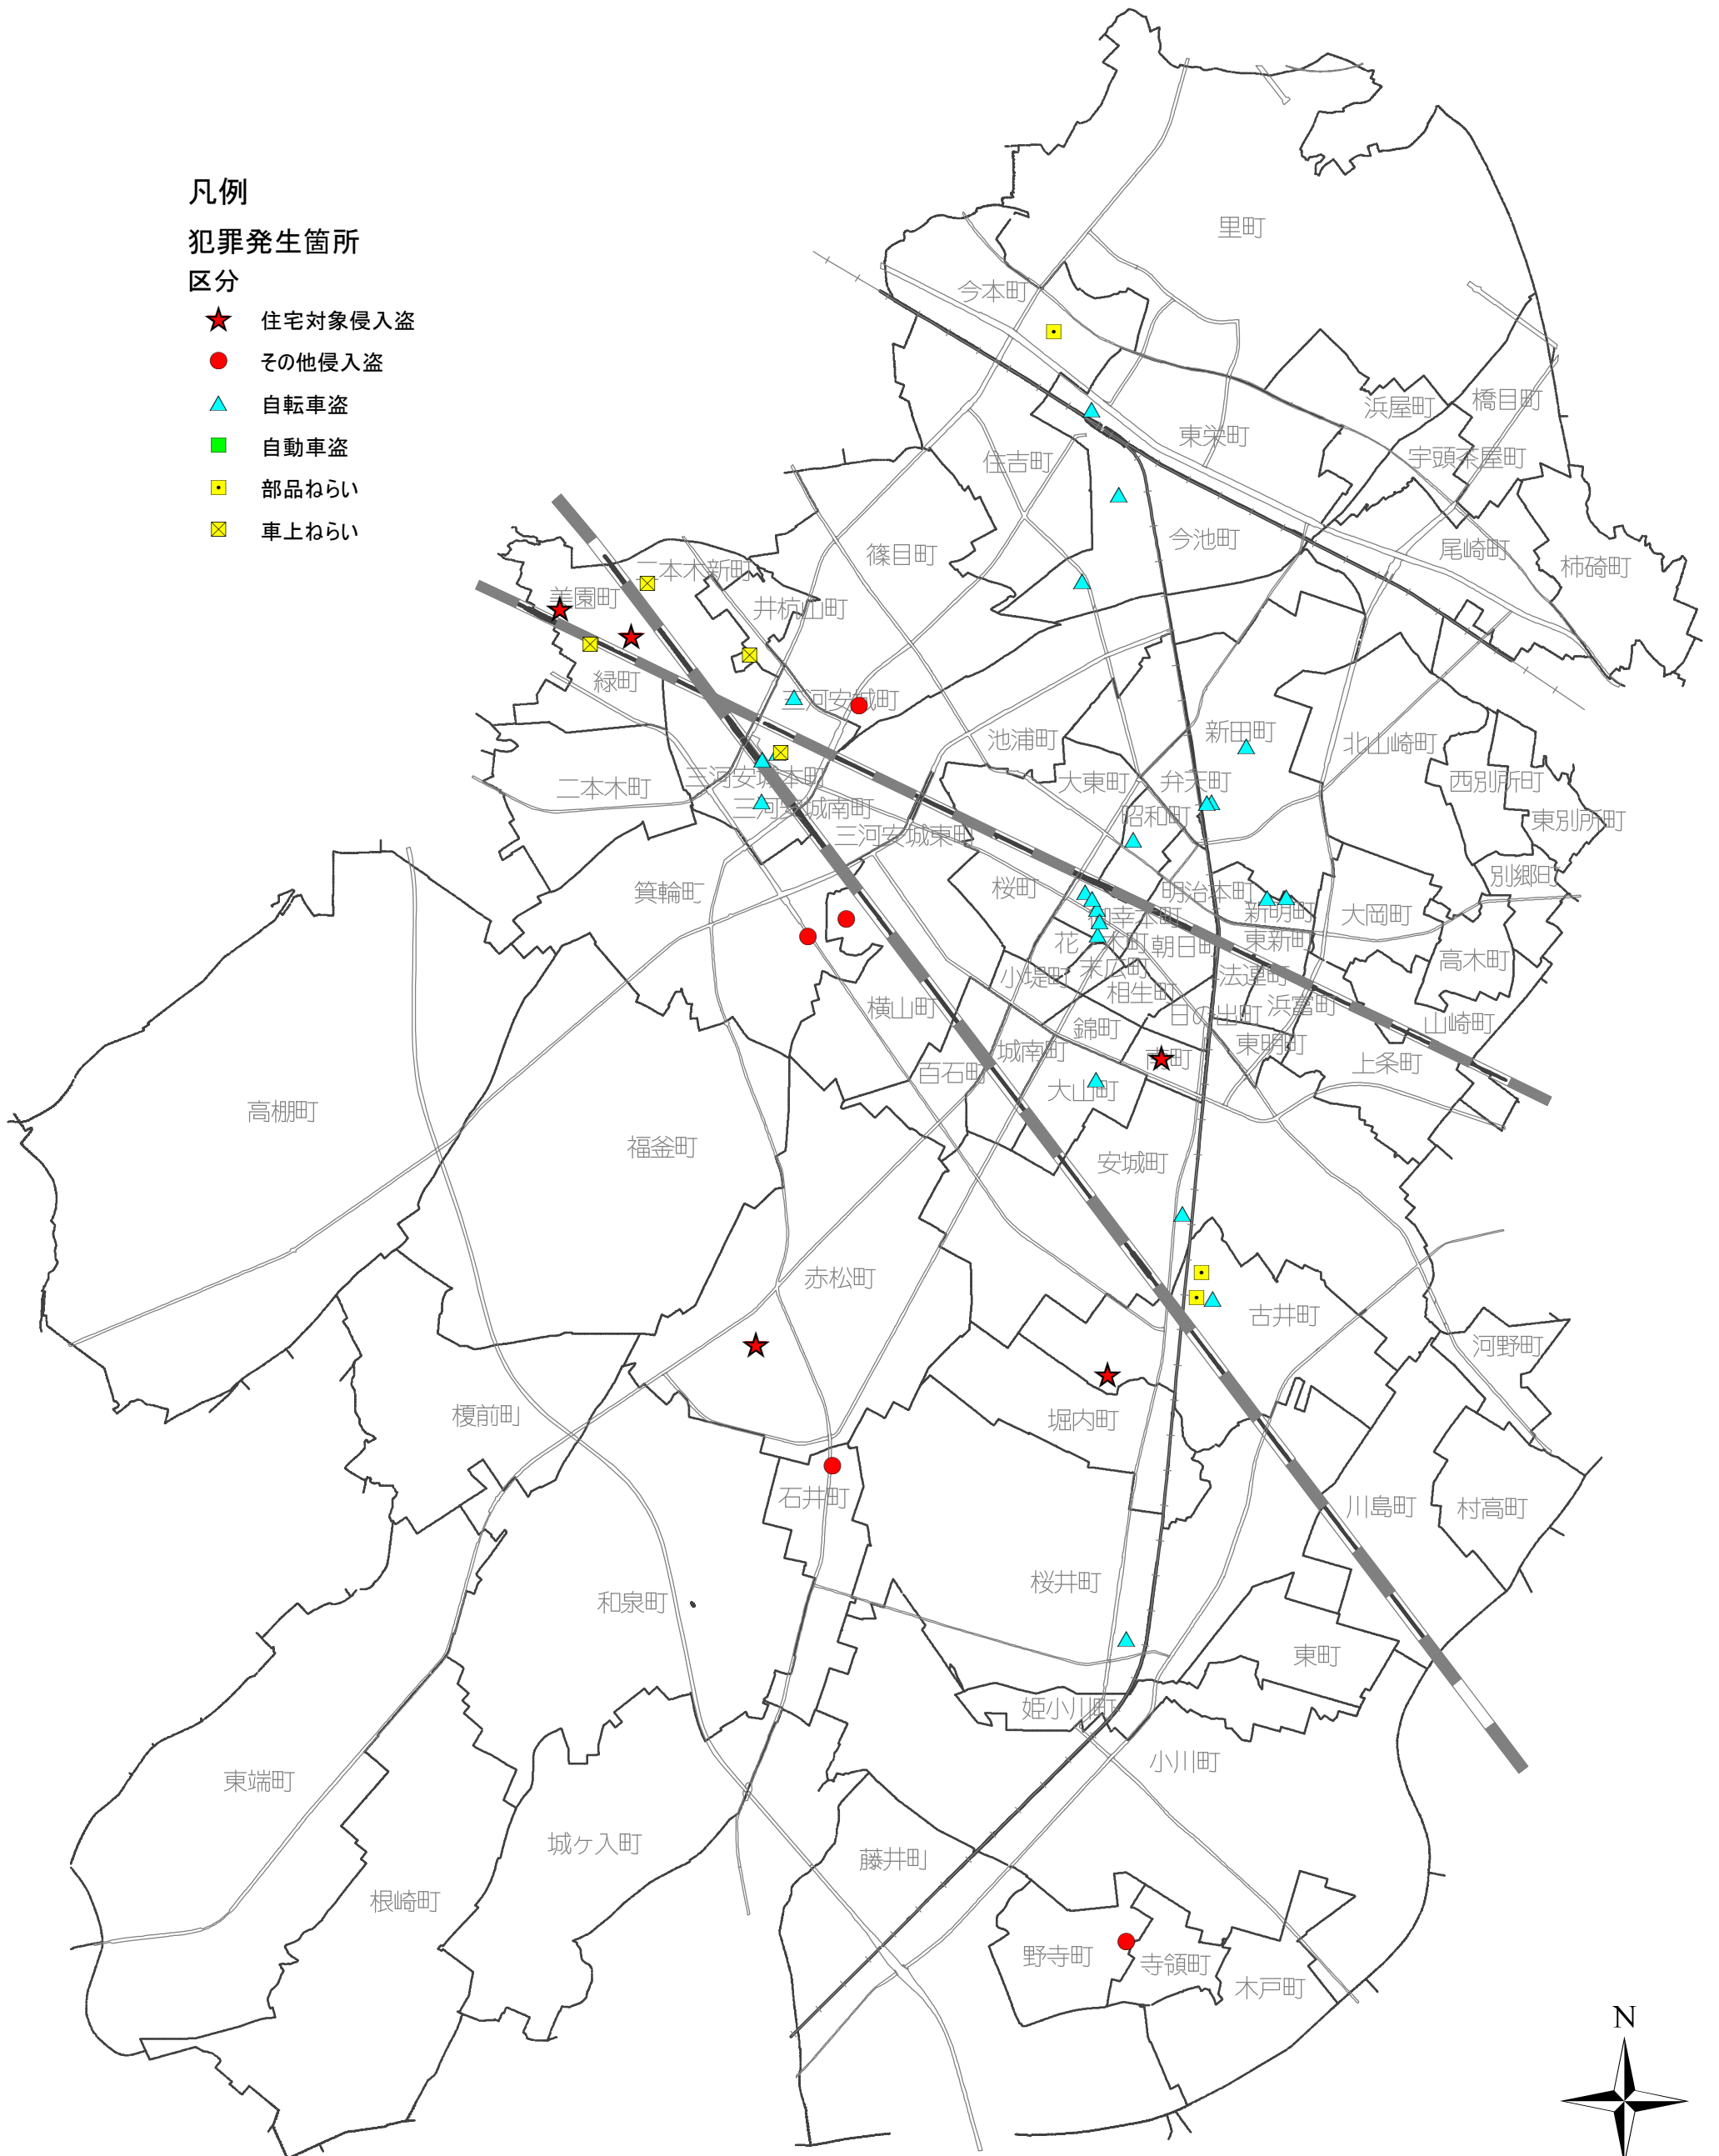 凡例
犯罪発生箇所
区分
住宅対象侵入盗
その他侵入盗
自転車盗
自動車盗
部品ねらい
車上ねらい
里町
今本町
浜屋町
橋目町
東栄町
住吉町
宇頭茶屋町
今池町
尾崎町
柿碕町
篠目町
二本木新町
美園町
井杭山町
緑町
三河安城町
新田町
池浦町
北山崎町
大東町
弁天町
西別所町
三河安城本町
二本木町
三河安城南町
昭和町
東別所町
三河安城東町
別郷町
箕輪町
桜町
明治本町
新明町
大岡町
御幸本町
花ノ木町
朝日町
東新町
高木町
末広町
小堤町
法連町
相生町
横山町
浜富町
日の出町
山崎町
錦町
城南町
東明町
南町
上条町
百石町
大山町
高棚町
福釜町
安城町
赤松町
古井町
河野町
榎前町
堀内町
石井町
川島町
村高町
桜井町
和泉町
東町
姫小川町
小川町
東端町
城ヶ入町
藤井町
根崎町
野寺町
寺領町
木戸町
N